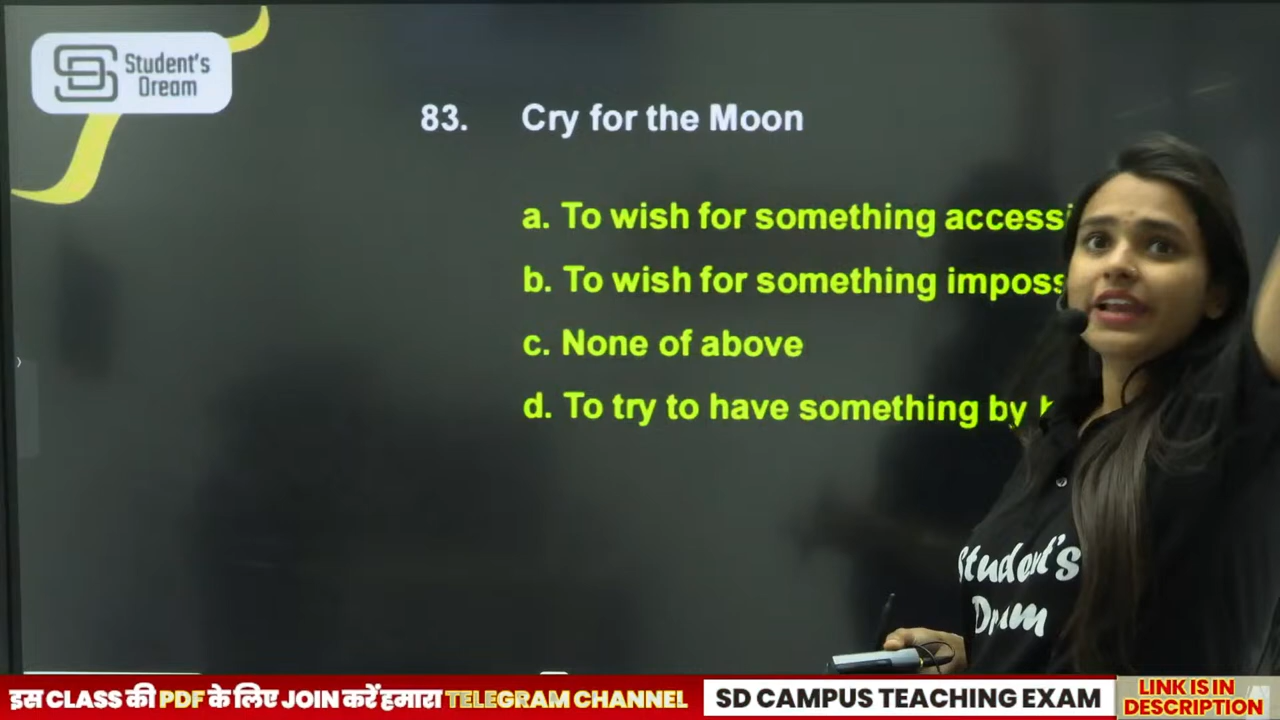 Student's
Dream
83. Cry for the Moon
a. To wish for something
b. To wish for something
c. None of above
d. To try to have something by
Student's
Dream
इस CLASS की PDF के लिए JOIN करें हमारा TELEGRAM CHANNEL
SD CAMPUS TEACHING EXAM
LINK IS IN
DESCRIPTION